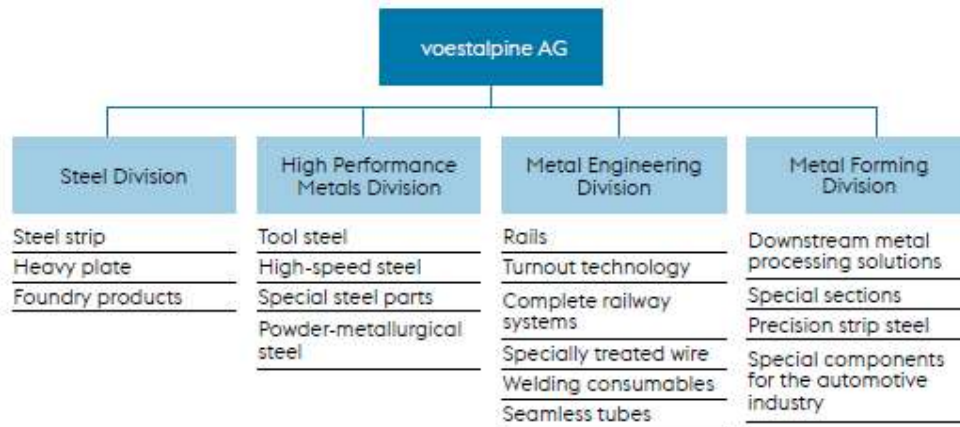 voestalpine AG
Steel Division
High Performance
Metals Division
Metal Engineering
Division
Metal Forming
Division
Steel strip
Heavy plate
Foundry products
Tool steel
High-speed steel
Special steel parts
Powder-metallurgical
steel
Rails
Turnout technology
Complete railway
systems
Specially treated wire
Welding consumables
Seamless tubes
Downstream metal
processing solutions
Special sections
Precision strip steel
Special components
for the automotive
industry